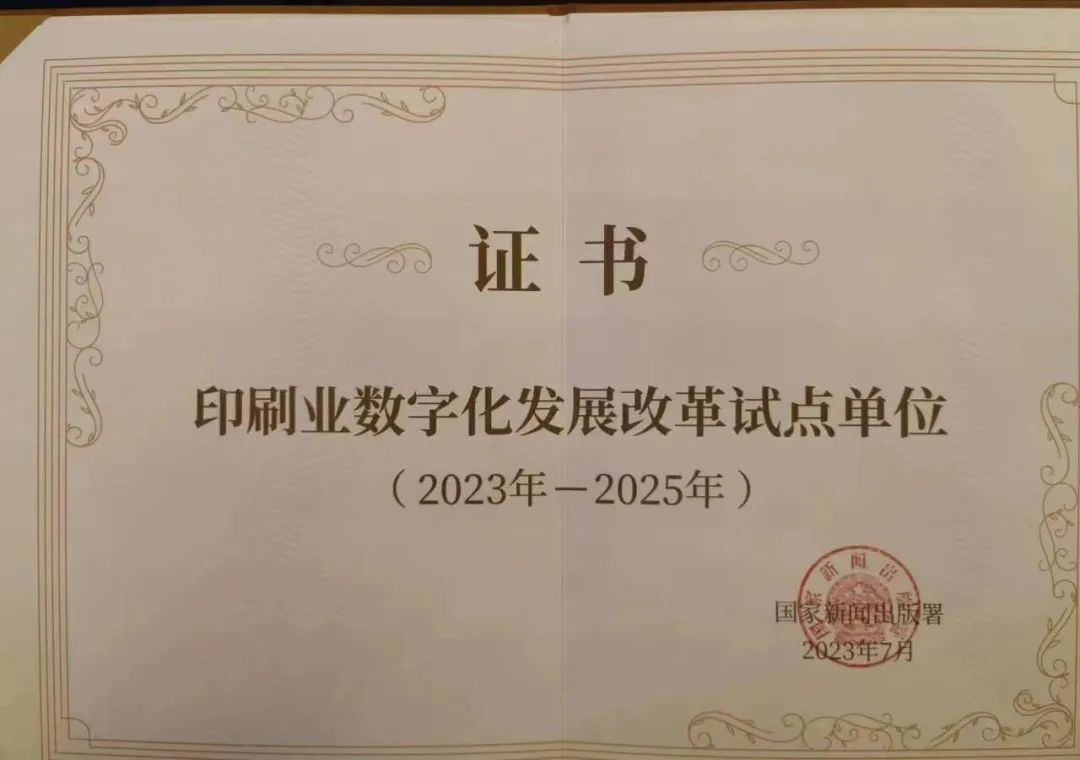 证书
印刷业数字化发展改革试点单位
（2023年－2025年）
国家新闻出版署
2023年7月